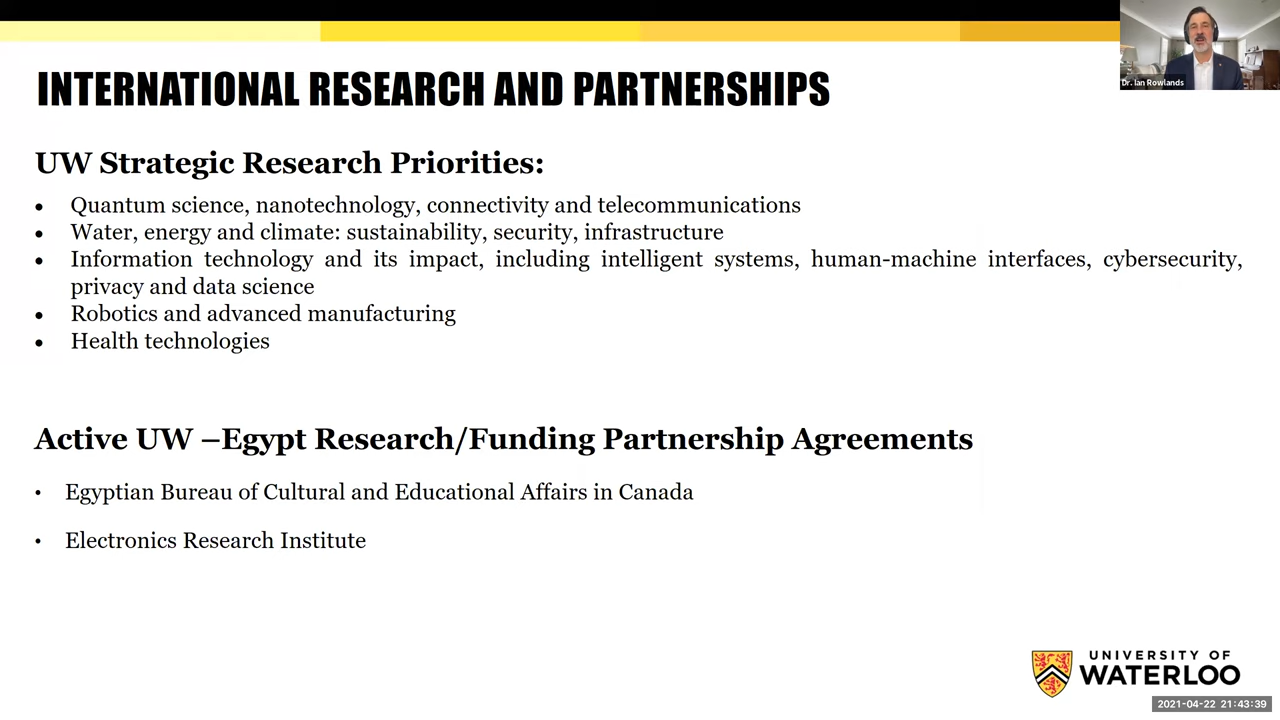 Dr. Ian Rowlands
INTERNATIONAL RESEARCH AND PARTNERSHIPS
UW Strategic Research Priorities:
• Quantum science, nanotechnology, connectivity and telecommunications
• Water, energy and climate: sustainability, security, infrastructure
• Information technology and its impact, including intelligent systems, human-machine interfaces, cybersecurity,
privacy and data science
• Robotics and advanced manufacturing
• Health technologies
Active UW –Egypt Research/Funding Partnership Agreements
• Egyptian Bureau of Cultural and Educational Affairs in Canada
• Electronics Research Institute
UNIVERSITY OF
WATERLOO
2021-04-22 21:43:39